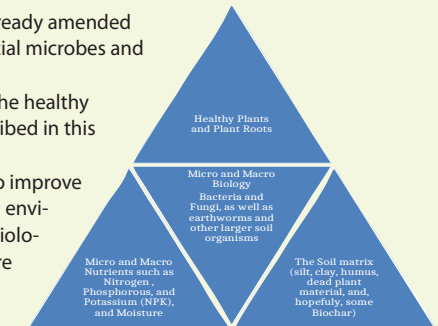 ready amended
cial microbes and
he healthy
ibed in this
o improve
envi-
iolo-
re
Healthy Plants
and Plant Roots
Micro and Macro
Biology
Bacteria and
Fungi, as well as
earthworms and
other larger soil
organisms
Micro and Macro
Nutrients such as
Nitrogen ,
Phosphorous, and
Potassium (NPK),
and Moisture
The Soil matrix
(silt, clay, humus,
dead plant
material, and,
hopefuly, some
Biochar)